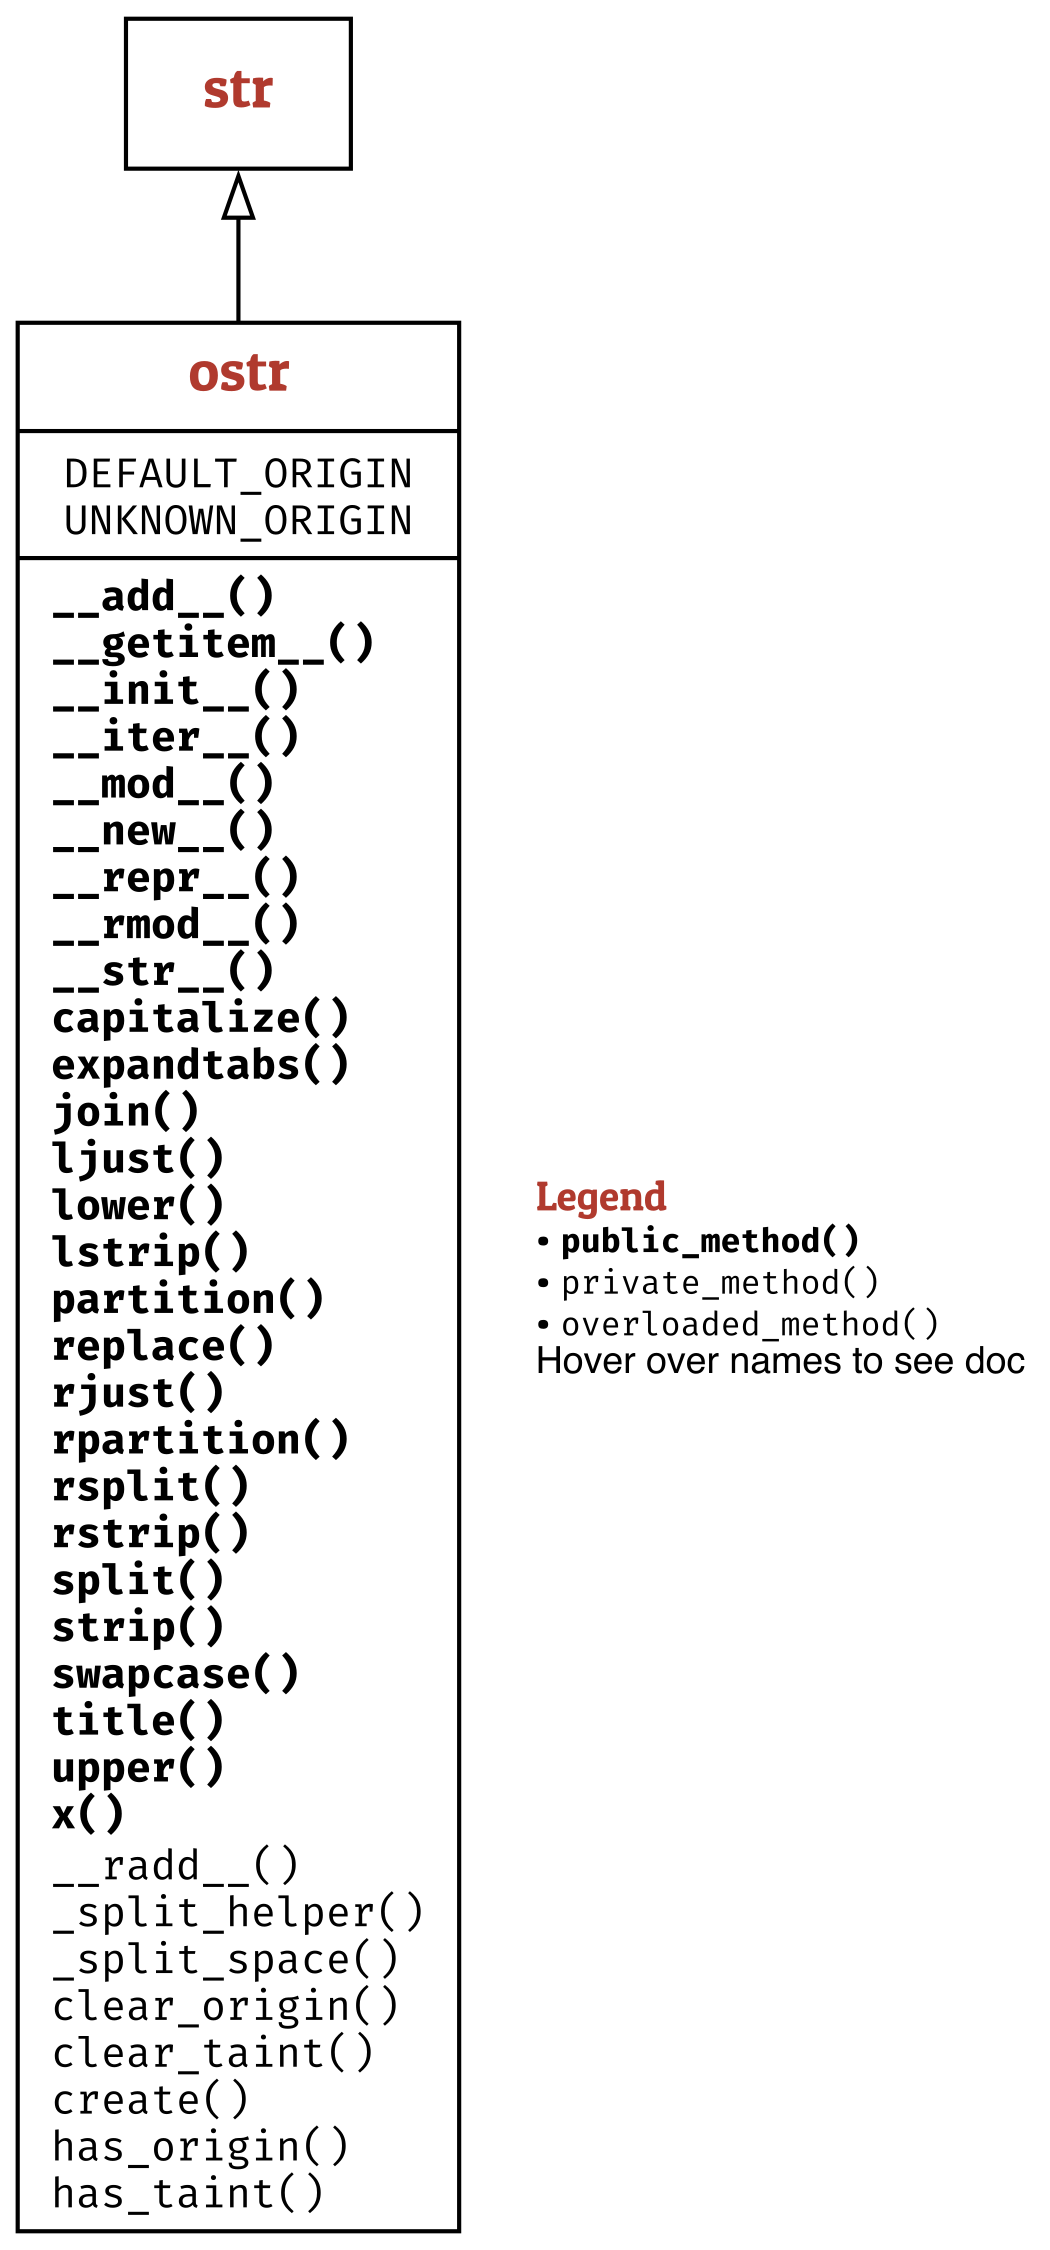 str
ostr
DEFAULT_ORIGIN
UNKNOWN_ORIGIN
__add__()
__getitem__()
__init__()
__iter__()
__mod__()
__new__()
__repr__()
__rmod__()
__str__()
capitalize()
expandtabs()
join()
ljust()
lower()
lstrip()
partition()
replace()
rjust()
rpartition()
rsplit()
rstrip()
split()
strip()
swapcase()
title()
upper()
x()
__radd__()
_split_helper()
_split_space()
clear_origin()
clear_taint()
create()
has_origin()
has_taint()
Legend
• public_method()
• private_method()
• overloaded_method()
Hover over names to see doc